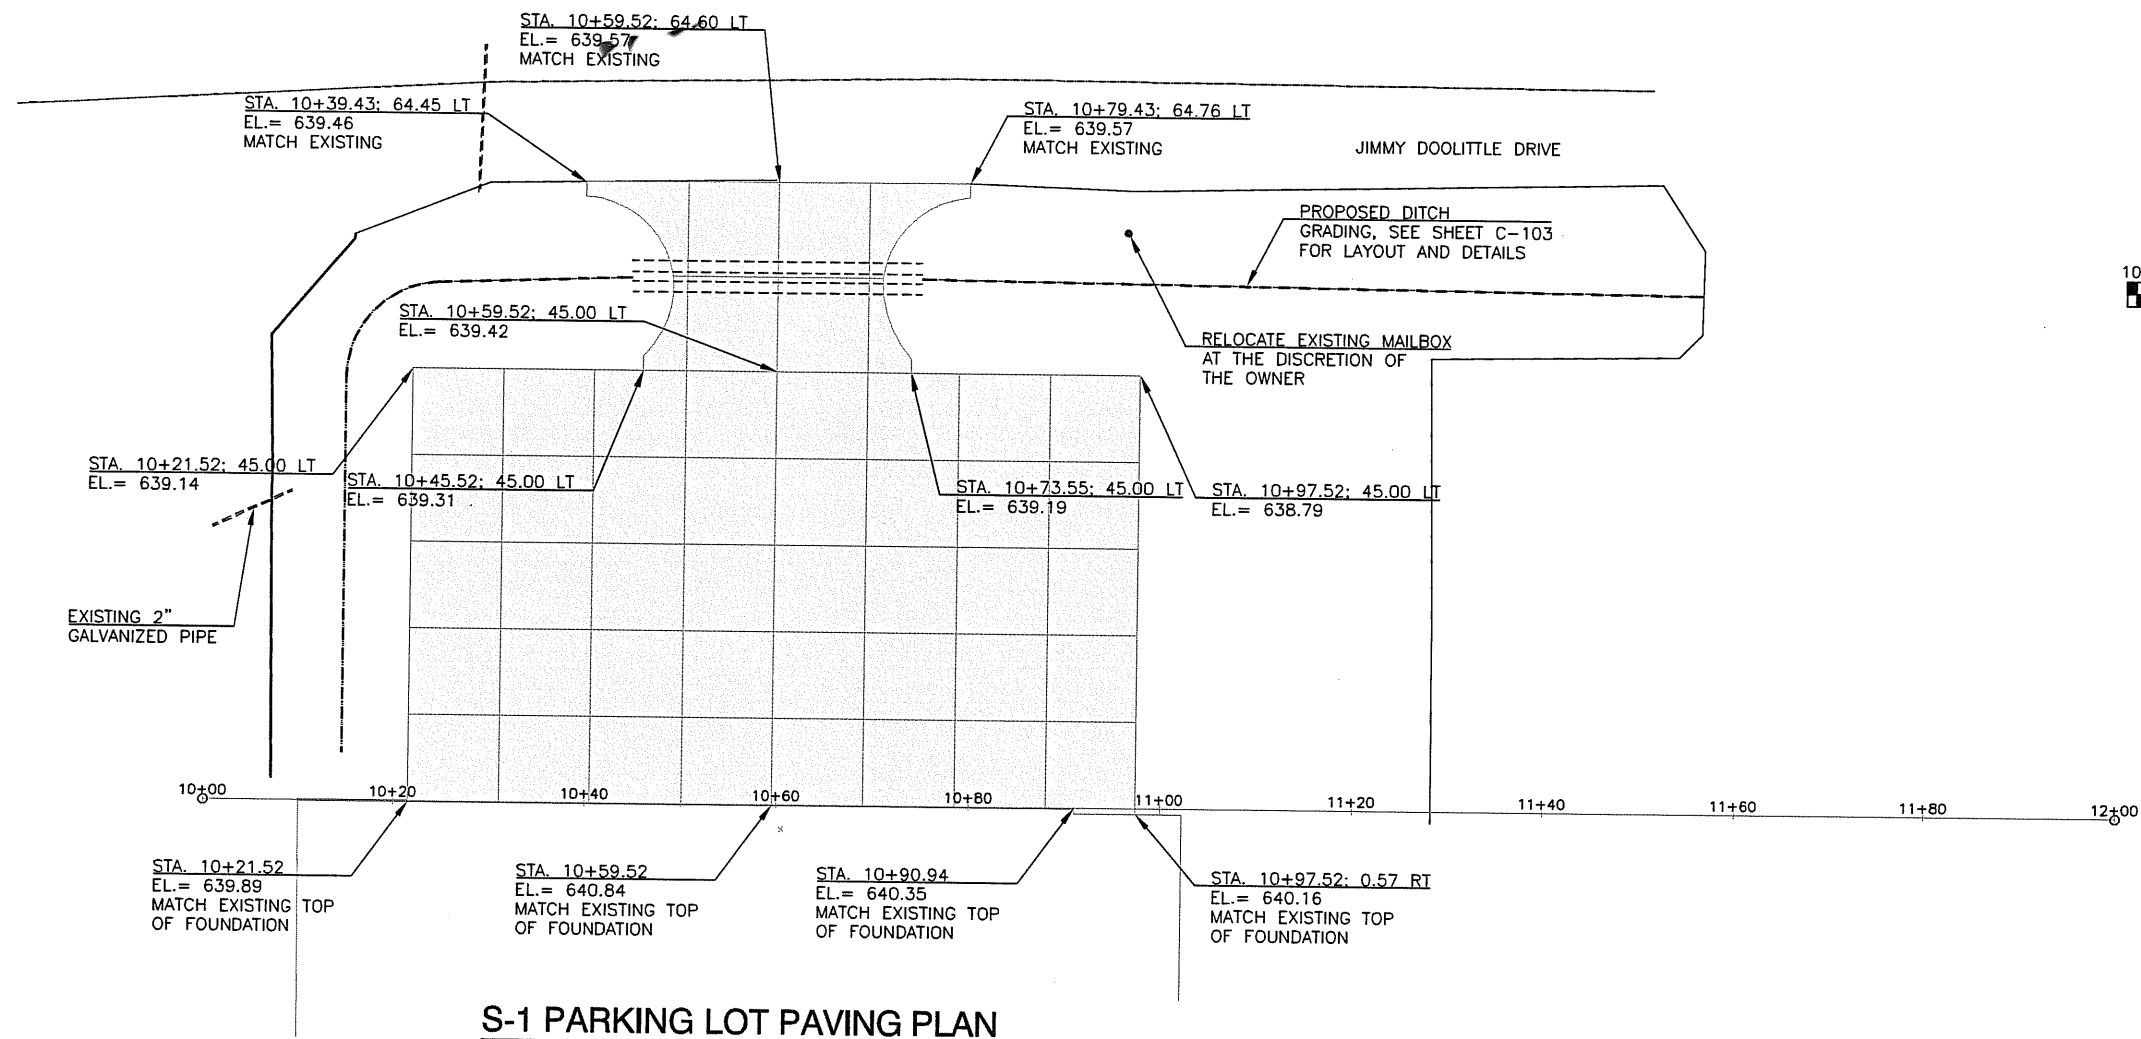 STA. 10+59.52; 64.60 LT
EL.= 639.57
MATCH EXISTING
STA. 10+39.43; 64.45 LT
EL.= 639.46
MATCH EXISTING
STA. 10+79.43; 64.76 LT
EL.= 639.57
MATCH EXISTING
JIMMY DOOLITTLE DRIVE
PROPOSED DITCH
GRADING, SEE SHEET C-103
FOR LAYOUT AND DETAILS
10
STA. 10+59.52; 45.00 LT
EL.= 639.42
RELOCATE EXISTING MAILBOX
AT THE DISCRETION OF
THE OWNER
STA. 10+21.52; 45.00 LT
EL.= 639.14
STA. 10+45.52; 45.00 LT
EL.= 639.31
STA. 10+73.55; 45.00 LT
EL.= 639.19
STA. 10+97.52; 45.00 LT
EL.= 638.79
EXISTING 2"
GALVANIZED PIPE
10+00 10+20 10+40 10+60 10+80 11+00 11+20 11+40 11+60 11+80 12+00
STA. 10+21.52
EL.= 639.89
MATCH EXISTING TOP
OF FOUNDATION
STA. 10+59.52
EL.= 640.84
MATCH EXISTING TOP
OF FOUNDATION
STA. 10+90.94
EL.= 640.35
MATCH EXISTING TOP
OF FOUNDATION
STA. 10+97.52; 0.57 RT
EL.= 640.16
MATCH EXISTING TOP
OF FOUNDATION
S-1 PARKING LOT PAVING PLAN